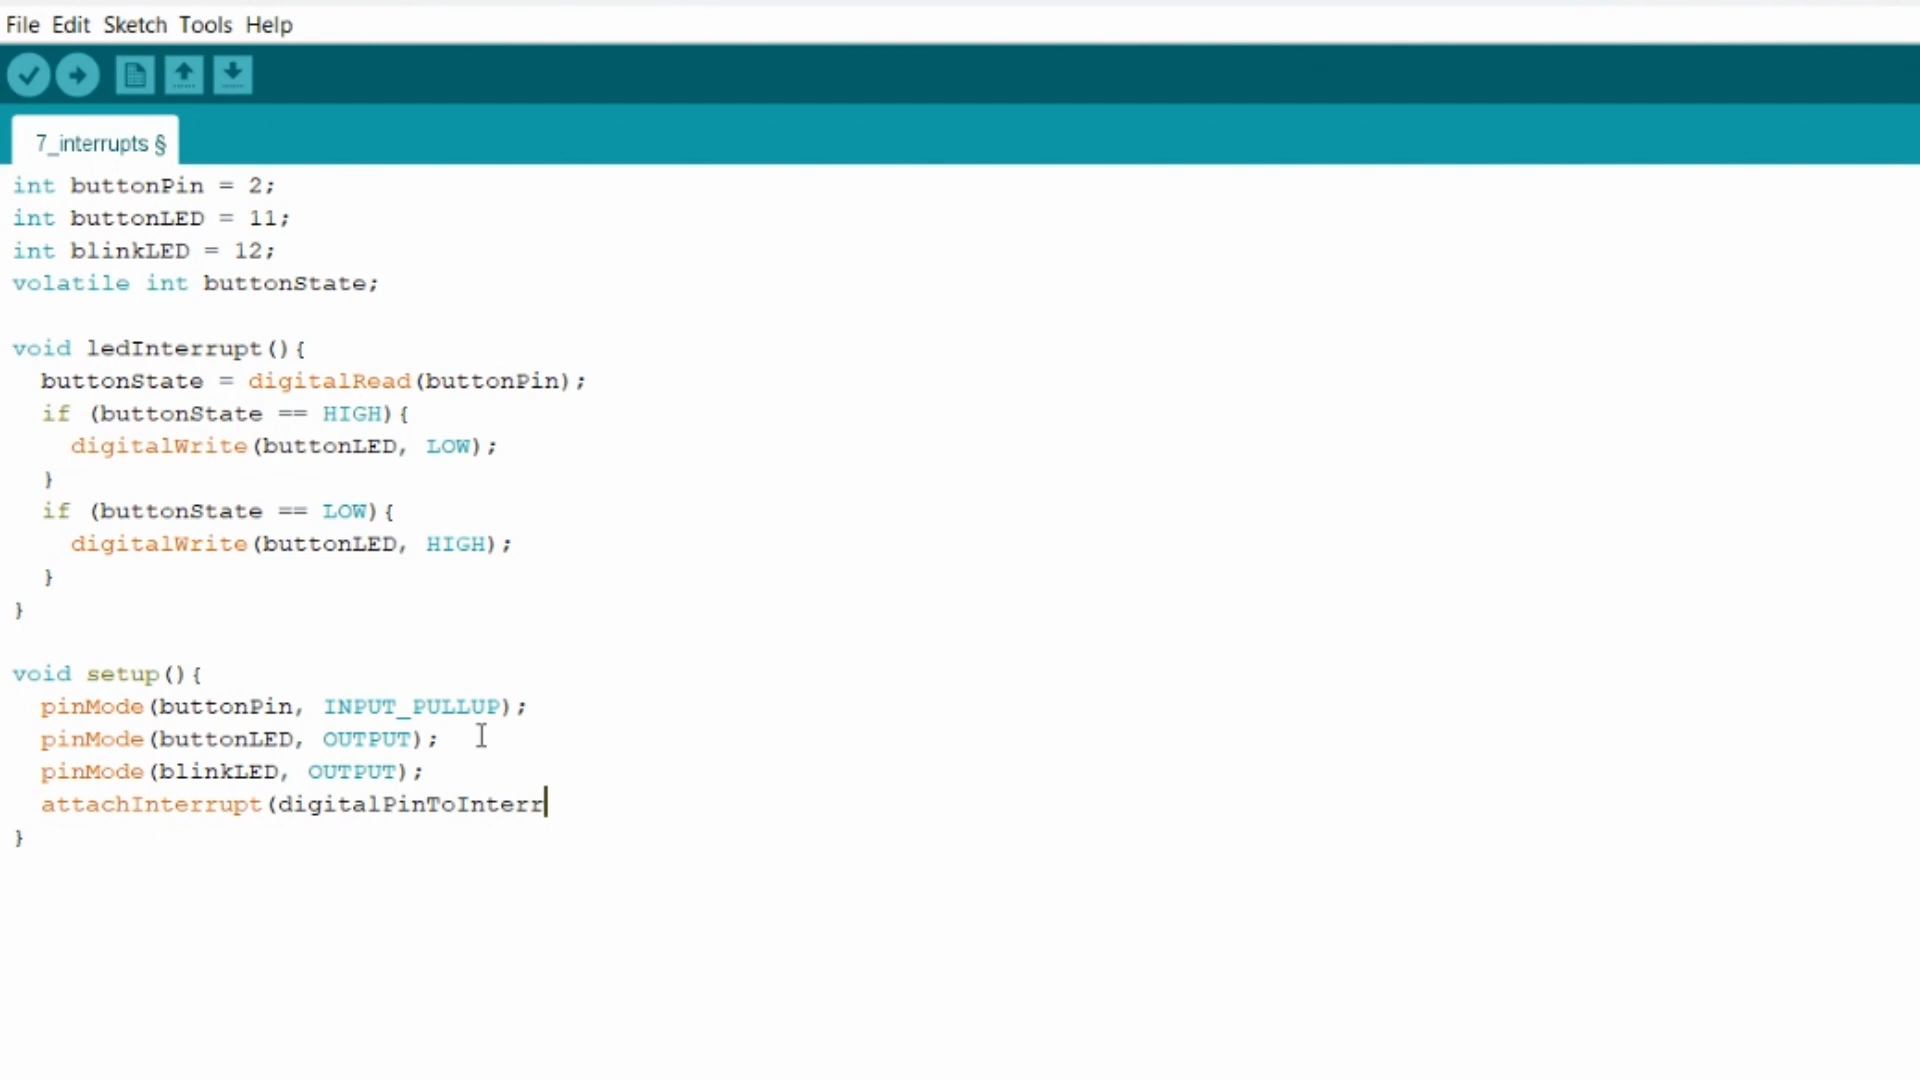 File Edit Sketch Tools Help
7_interrupts §
int buttonPin = 2;
int buttonLED = 11;
int blinkLED = 12;
volatile int buttonState;
void ledInterrupt(){
buttonState = digitalRead(buttonPin);
if (buttonState == HIGH){
digitalWrite(buttonLED, LOW);
}
if (buttonState == LOW){
digitalWrite(buttonLED, HIGH);
}
}
void setup(){
pinMode(buttonPin, INPUT_PULLUP);
pinMode(buttonLED, OUTPUT);
pinMode(blinkLED, OUTPUT);
attachInterrupt(digitalPinToInterr
}